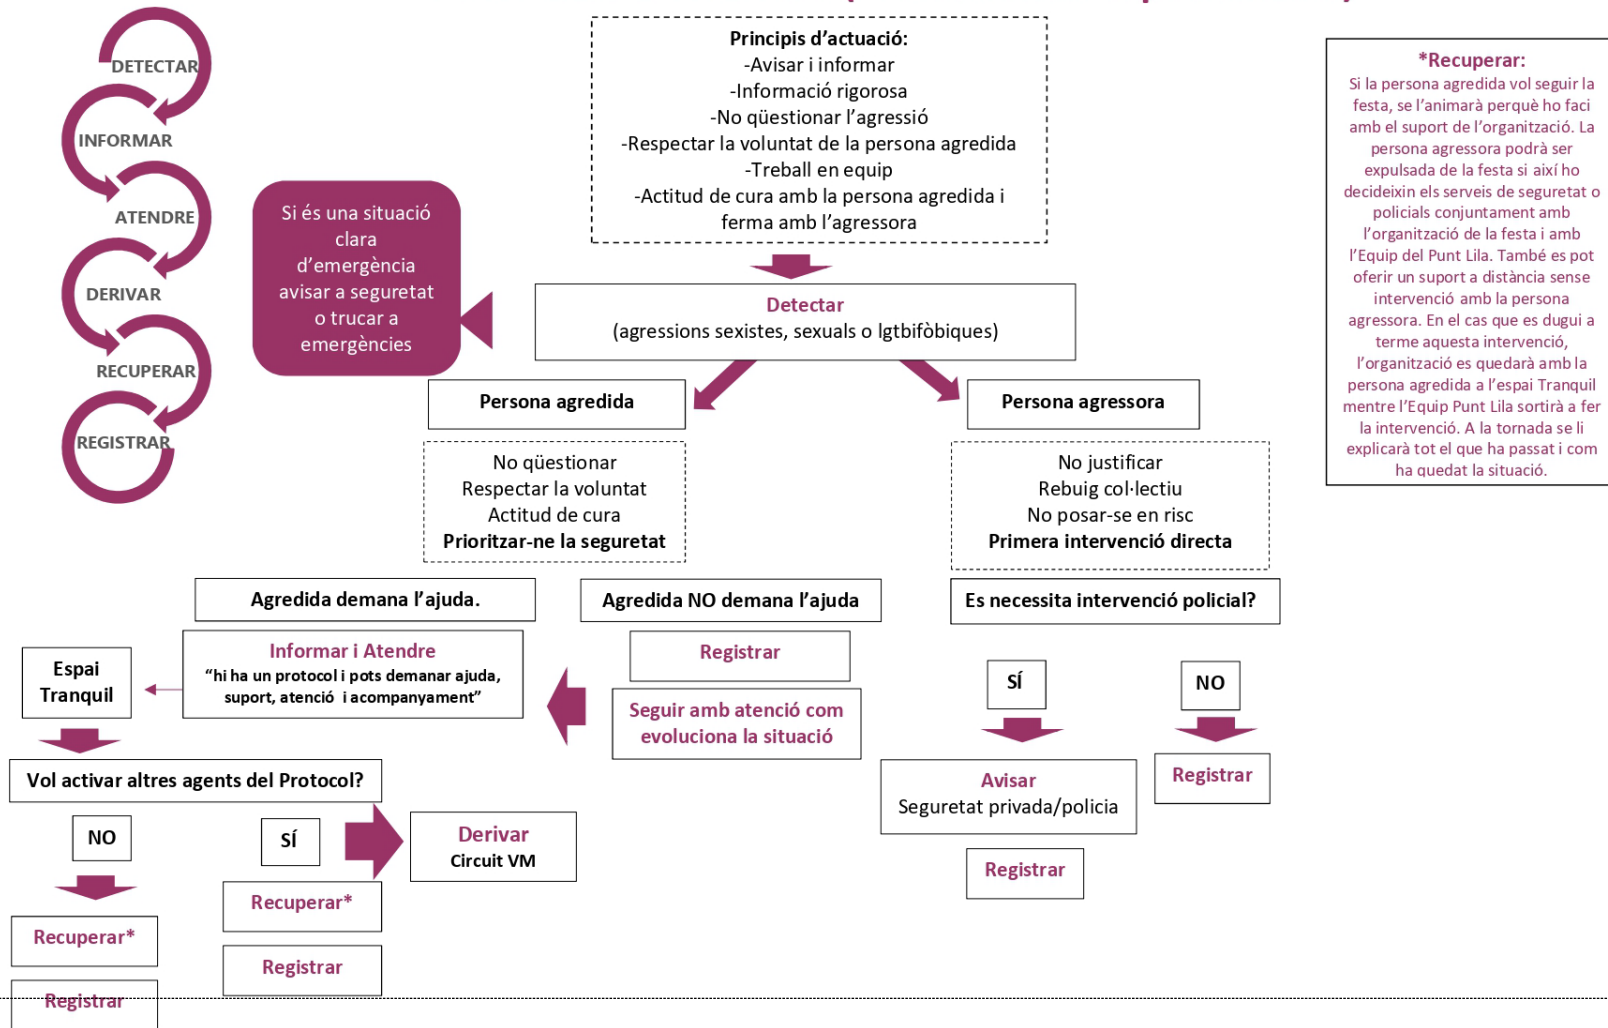 DETECTAR
INFORMAR
ATENDRE
DERIVAR
RECUPERAR
REGISTRAR
Principis d’actuació:
-Avisar i informar
-Informació rigorosa
-No qüestionar l’agressió
-Respectar la voluntat de la persona agredida
-Treball en equip
-Actitud de cura amb la persona agredida i
ferma amb l’agressora
*Recuperar:
Si la persona agredida vol seguir la
festa, se l’animarà perquè ho faci
amb el suport de l’organització. La
persona agressora podrà ser
expulsada de la festa si així ho
decideixin els serveis de seguretat o
policials conjuntament amb
l’organització de la festa i amb
l’Equip del Punt Lila. També es pot
oferir un suport a distància sense
intervenció amb la persona
agressora. En el cas que es dugui a
terme aquesta intervenció,
l’organització es quedarà amb la
persona agredida a l’espai Tranquil
mentre l’Equip Punt Lila sortirà a fer
la intervenció. A la tornada se li
explicarà tot el que ha passat i com
ha quedat la situació.
Si és una situació
clara
d’emergència
avisar a seguretat
o trucar a
emergències
Detectar
(agressions sexistes, sexuals o lgtbifòbiques)
Persona agredida
Persona agressora
No qüestionar
Respectar la voluntat
Actitud de cura
Prioritzar-ne la seguretat
No justificar
Rebuig col·lectiu
No posar-se en risc
Primera intervenció directa
Agredida demana l’ajuda.
Agredida NO demana l’ajuda
Es necessita intervenció policial?
Informar i Atendre
“hi ha un protocol i pots demanar ajuda,
suport, atenció i acompanyament”
Espai
Tranquil
Registrar
Seguir amb atenció com
evoluciona la situació
SÍ
NO
Avisar
Seguretat privada/policia
Registrar
Registrar
Vol activar altres agents del Protocol?
NO
SÍ
Derivar
Circuit VM
Recuperar*
Registrar
Recuperar*
Registrar